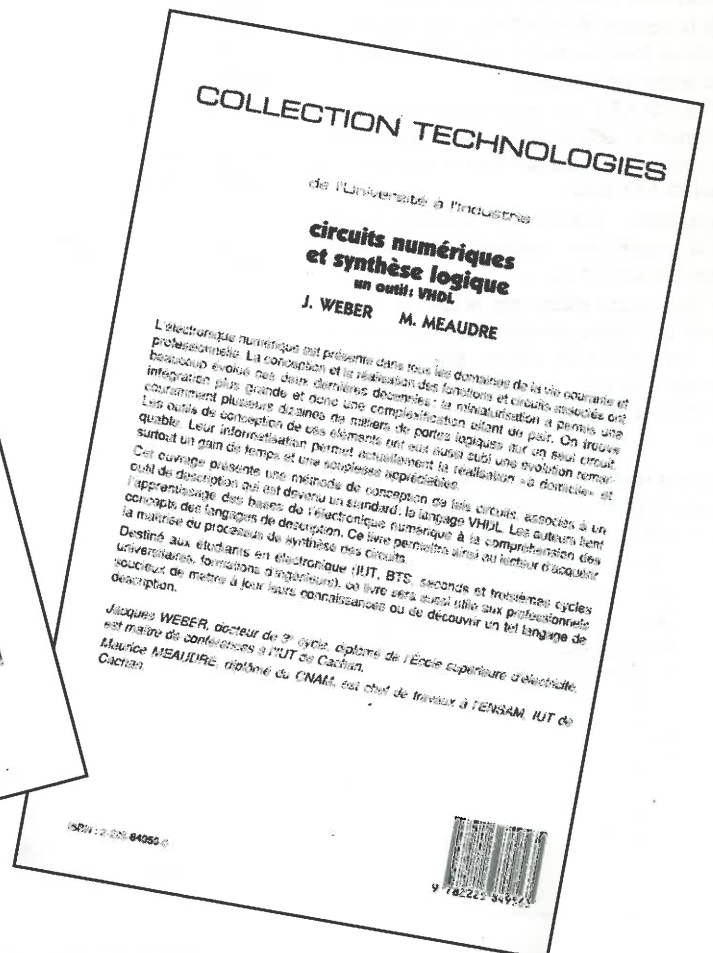 COLLECTION TECHNOLOGIES
de l'Université à l'Industrie
circuits numériques
et synthèse logique
un outil: VHDL
J. WEBER M. MEAUDRE
L'électronique numérique est présente dans tous les domaines de la vie courante et
professionnelle. La conception et la réalisation des fonctions et circuits associés ont
beaucoup évolué ces deux dernières décennies: la miniaturisation a permis une
intégration plus grande et donc une complexification allant de pair. On trouve
couramment plusieurs dizaines de milliers de portes logiques sur un seul circuit.
Les outils de conception de ces éléments ont eux aussi subi une évolution remar-
quable. Leur informatisation permet actuellement la réalisation «à domicile» et
surtout un gain de temps et une souplesse appréciables.
Cet ouvrage présente une méthode de conception de tels circuits, associés à un
outil de description qui est devenu un standard: le langage VHDL. Les auteurs lient
l'apprentissage des bases de l'électronique numérique à la compréhension des
concepts des langages de description. Ce livre permettra ainsi au lecteur d'acquérir
la maîtrise du processus de synthèse des circuits.
Destiné aux étudiants en électronique (IUT, BTS, seconds et troisièmes cycles
universitaires, formations d'ingénieurs), ce livre sera aussi utile aux professionnels
soucieux de mettre à jour leurs connaissances ou de découvrir un tel langage de
description.
Jacques WEBER, docteur de 3e cycle, diplômé de l'École supérieure d'électricité,
est maître de conférences à l'IUT de Cachan.
Maurice MEAUDRE, diplômé du CNAM, est chef de travaux à l'ENSAM, IUT de
Cachan.
ISBN :
9 782225